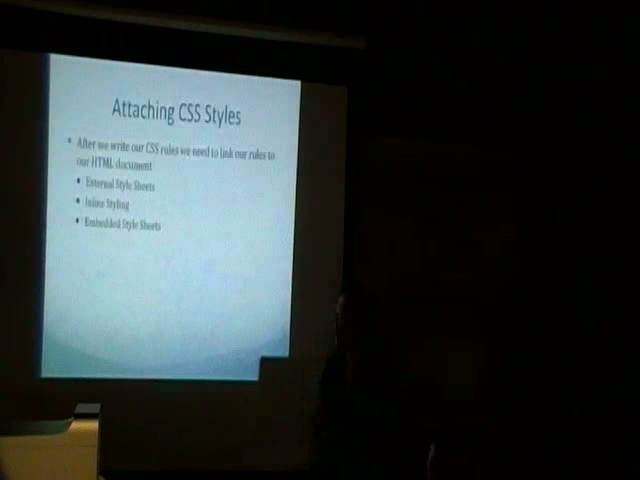 Attaching CSS Styles
After we write our CSS rules we need to link our rules to
our HTML document
External Style Sheets
Inline Styling
Embedded Style Sheets